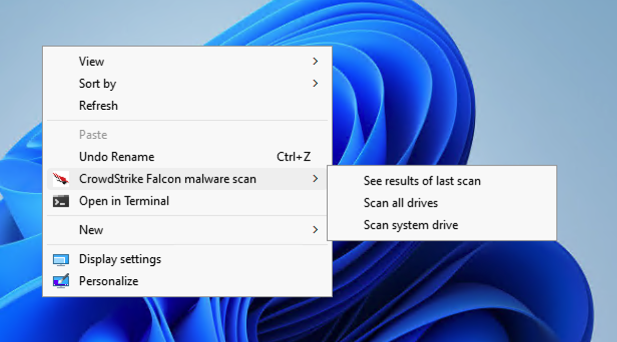 View
Sort by
Refresh
Paste
Undo Rename Ctrl+Z
CrowdStrike Falcon malware scan
See results of last scan
Scan all drives
Scan system drive
Open in Terminal
New
Display settings
Personalize